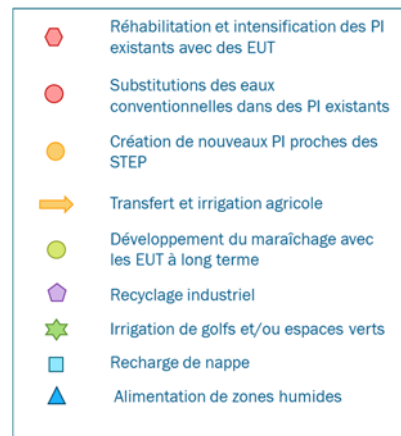 Réhabilitation et intensification des PI
existants avec des EUT
Substitutions des eaux
conventionnelles dans des PI existants
Création de nouveaux PI proches des
STEP
Transfert et irrigation agricole
Développement du maraîchage avec
les EUT à long terme
Recyclage industriel
Irrigation de golfs et/ou espaces verts
Recharge de nappe
Alimentation de zones humides